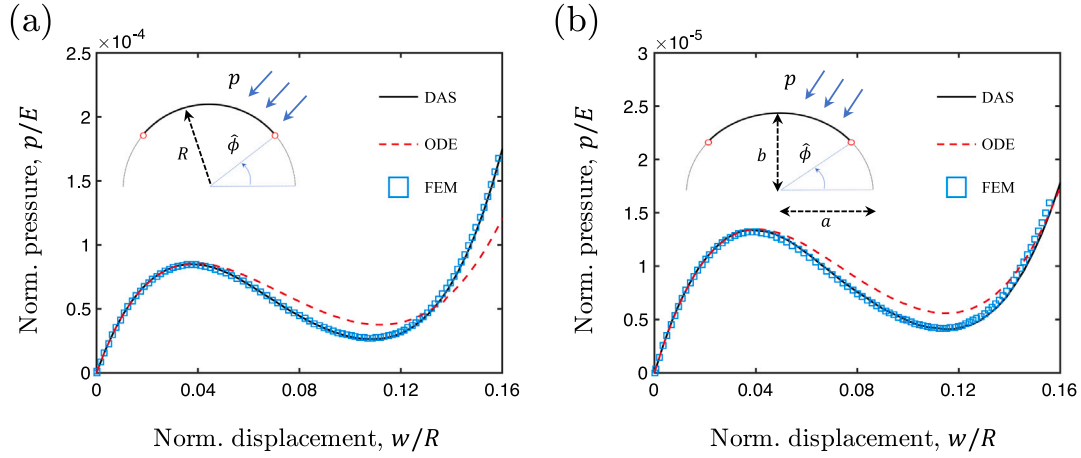 (a)
×10⁻⁴
2.5
2
1.5
1
0.5
0
0
0.04
0.08
0.12
0.16
Norm. pressure, p/E
Norm. displacement, w/R
p
R
ϕ̂
DAS
ODE
FEM
(b)
×10⁻⁵
3
2.5
2
1.5
1
0.5
0
0
0.04
0.08
0.12
0.16
Norm. pressure, p/E
Norm. displacement, w/R
p
b
ϕ̂
a
DAS
ODE
FEM